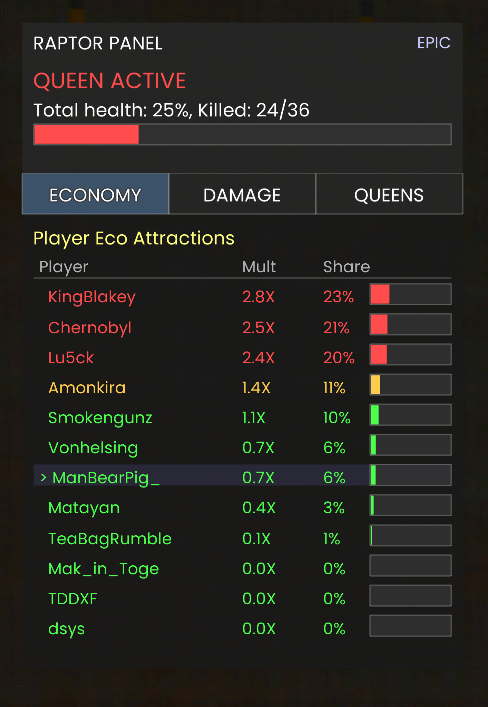 RAPTOR PANEL EPIC
QUEEN ACTIVE
Total health: 25%, Killed: 24/36
ECONOMY DAMAGE QUEENS
Player Eco Attractions
Player Mult Share
KingBlakey 2.8X 23%
Chernobyl 2.5X 21%
Lu5ck 2.4X 20%
Amonkira 1.4X 11%
Smokengunz 1.1X 10%
Vonhelsing 0.7X 6%
> ManBearPig_ 0.7X 6%
Matayan 0.4X 3%
TeaBagRumble 0.1X 1%
Mak_in_Toge 0.0X 0%
TDDXF 0.0X 0%
dsys 0.0X 0%